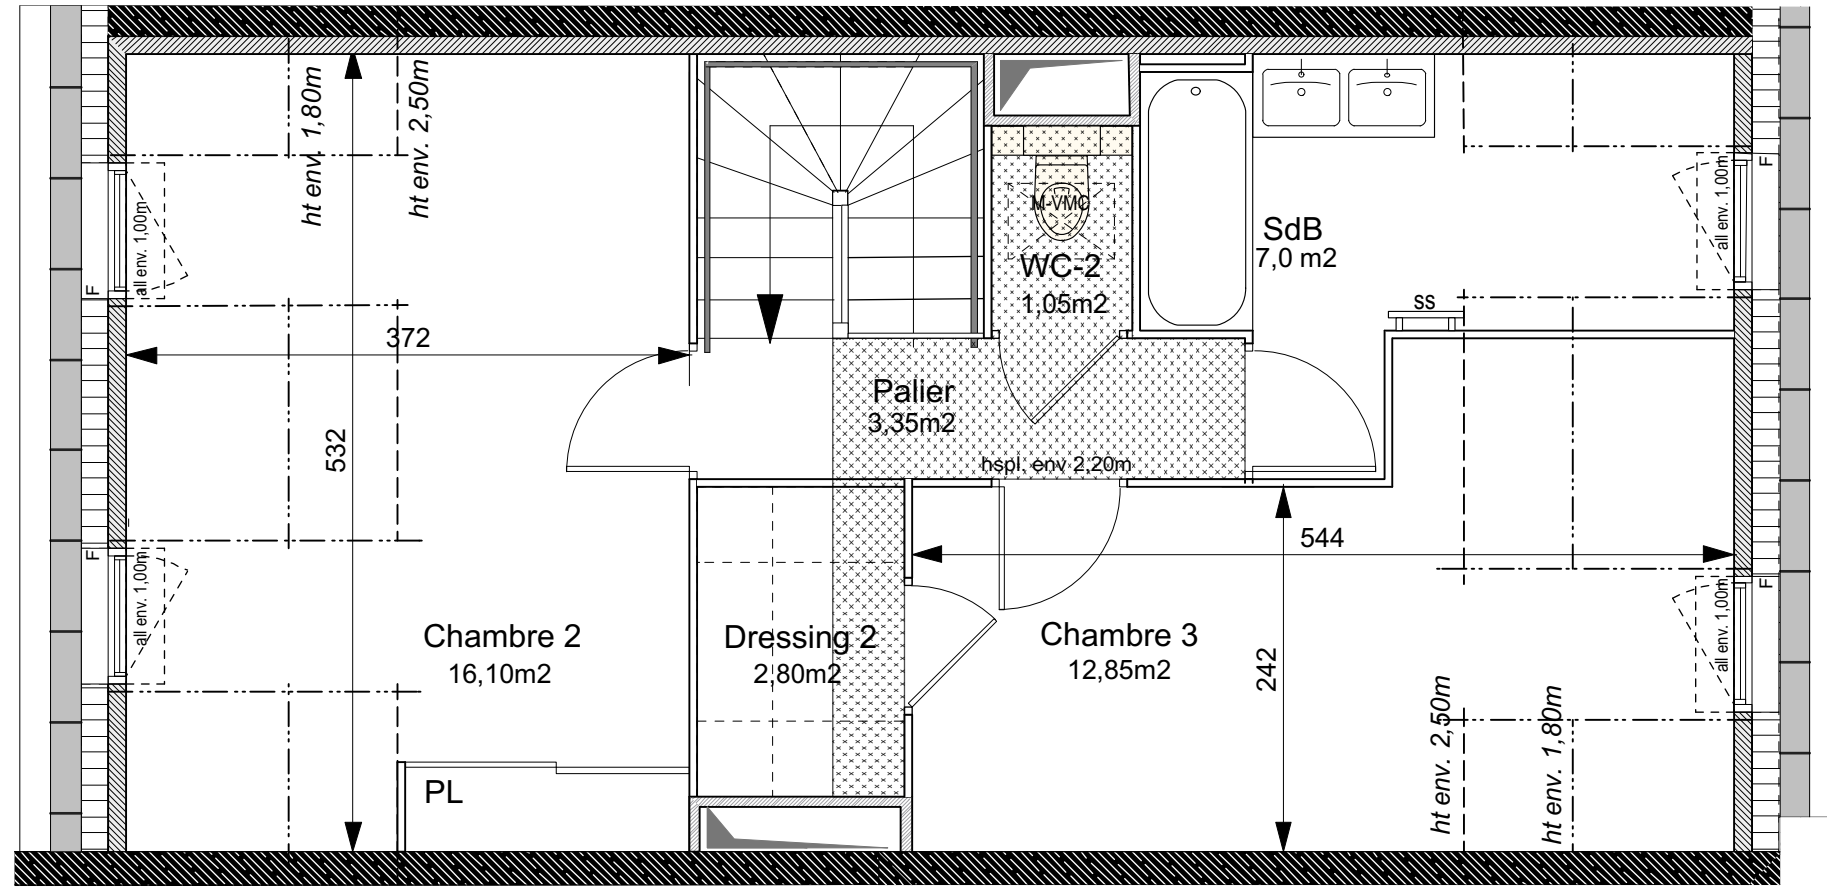 ht env. 1,80m
ht env. 2,50m
all env. 1,00m
F
372
532
M-VMC
WC-2
1,05m2
SdB
7,0 m2
all env. 1,00m
F
SS
Palier
3,35m2
hspl. env 2,20m
544
all env. 1,00m
F
Chambre 2
16,10m2
Dressing 2
2,80m2
Chambre 3
12,85m2
242
all env. 1,00m
F
ht env. 2,50m
ht env. 1,80m
PL